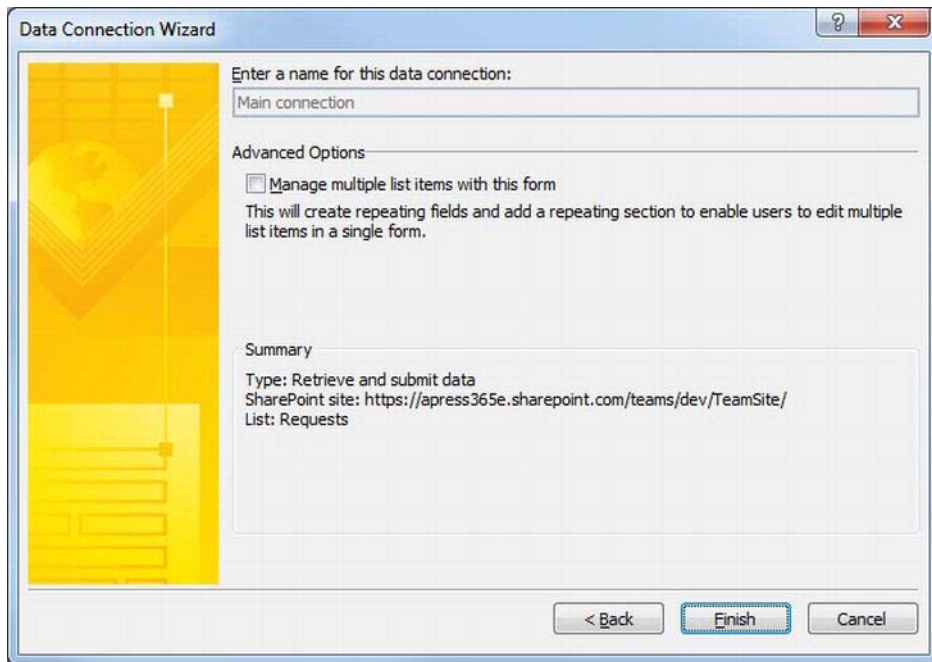 Data Connection Wizard
Enter a name for this data connection:
Main connection
Advanced Options
Manage multiple list items with this form
This will create repeating fields and add a repeating section to enable users to edit multiple
list items in a single form.
Summary
Type: Retrieve and submit data
SharePoint site: https://apress365e.sharepoint.com/teams/dev/TeamSite/
List: Requests
< Back
Finish
Cancel